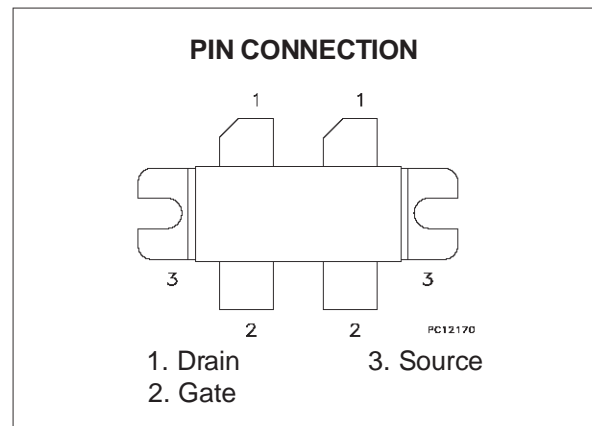 PIN CONNECTION
1 1
3 3
2 2 PC12170
1. Drain 3. Source
2. Gate